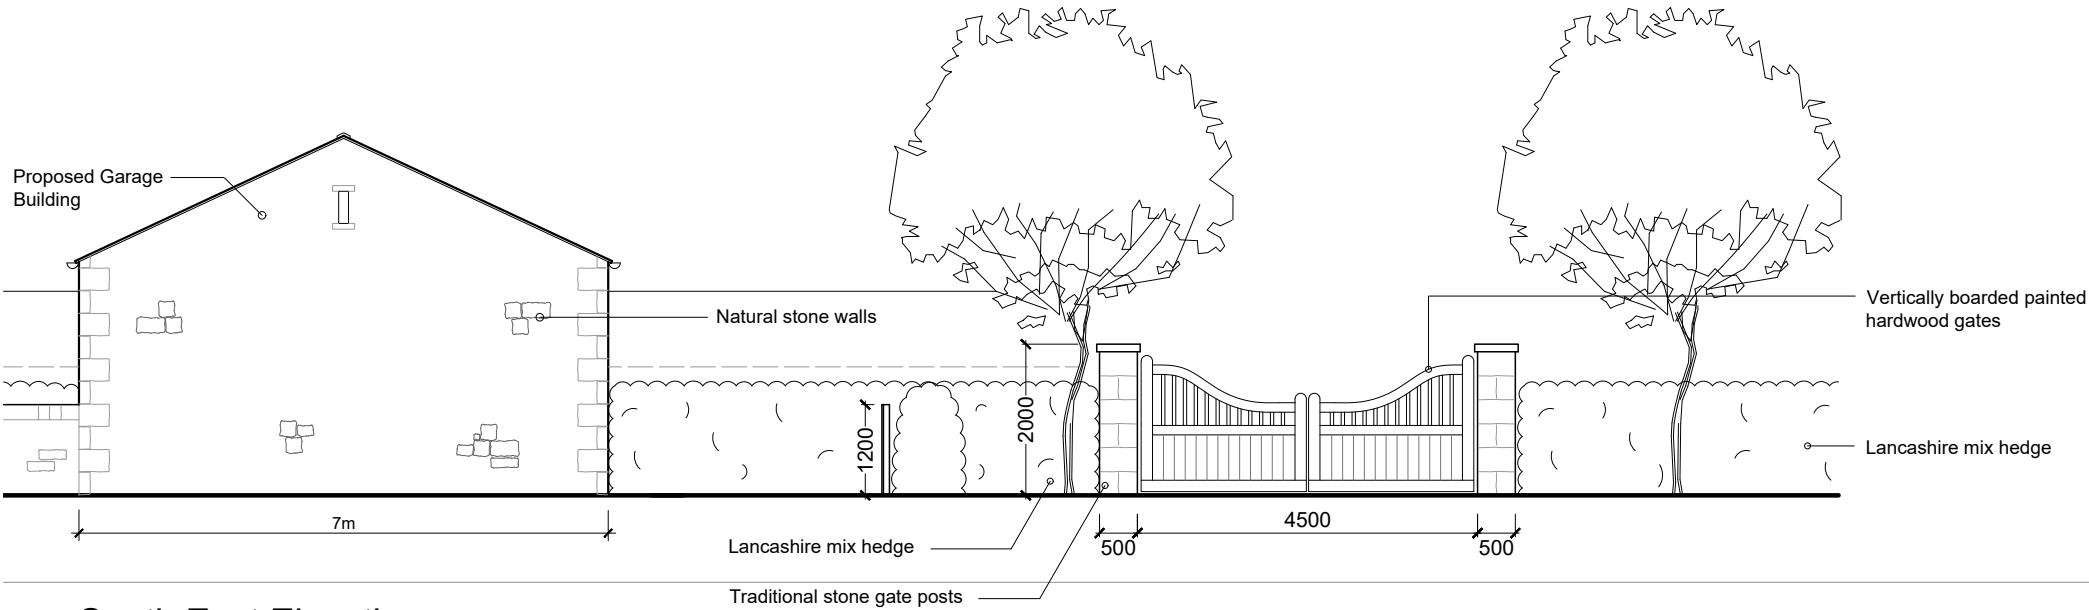 Proposed Garage
Building
Natural stone walls
Vertically boarded painted
hardwood gates
2000
1200
Lancashire mix hedge
7m
4500
500
500
Lancashire mix hedge
Traditional stone gate posts